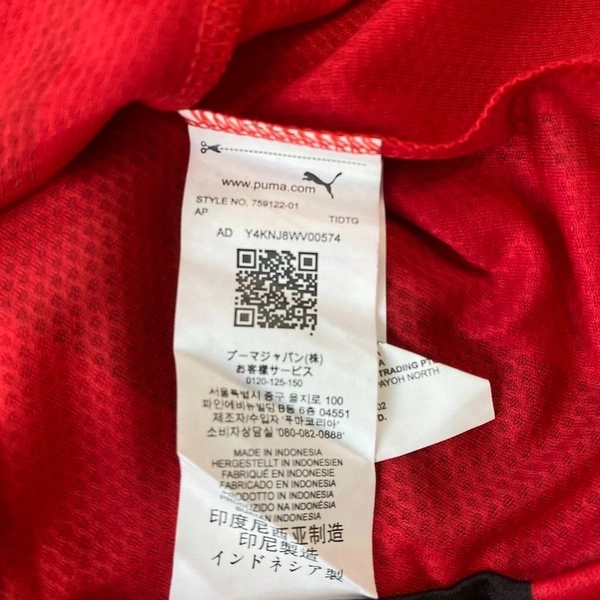 www.puma.com
STYLE NO. 759122-01
AP TIDTG
AD Y4KNJ8WV00574
プーマジャパン(株)
お客様サービス
0120-125-150
서울특별시 중구 을지로 100
파인에비뉴빌딩 B동 6층 04551
제조자/수입자 '푸마코리아'
소비자상담실 '080-082-0888'
MADE IN INDONESIA
HERGESTELLT IN INDONESIEN
FABRIQUÉ EN INDONESIE
FABRICADO EN INDONESIA
PRODOTTO IN INDONESIA
NA INDONÉSIA
INDONESIA
印度尼西亚制造
印尼製造
インドネシア製
A
TRADING PTE
PAYOH NORTH
02
D.